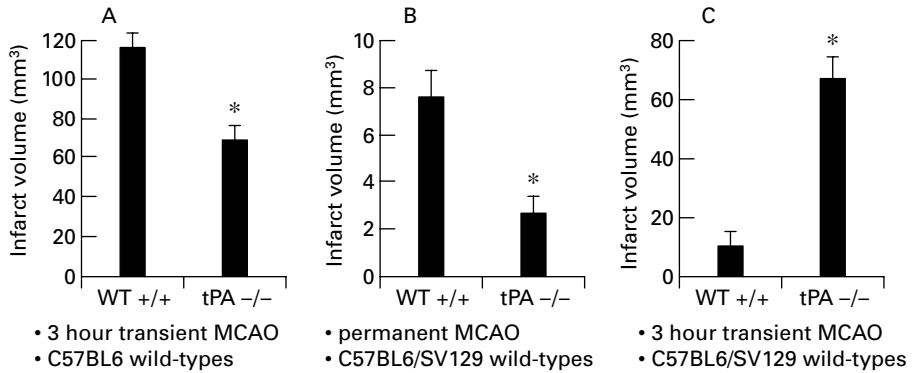 A
Infarct volume (mm³)
120
100
80
60
40
20
0
*
WT +/+
tPA –/–
• 3 hour transient MCAO
• C57BL6 wild-types
B
Infarct volume (mm³)
10
8
6
4
2
0
*
WT +/+
tPA –/–
• permanent MCAO
• C57BL6/SV129 wild-types
C
Infarct volume (mm³)
80
60
40
20
0
*
WT +/+
tPA –/–
• 3 hour transient MCAO
• C57BL6/SV129 wild-types